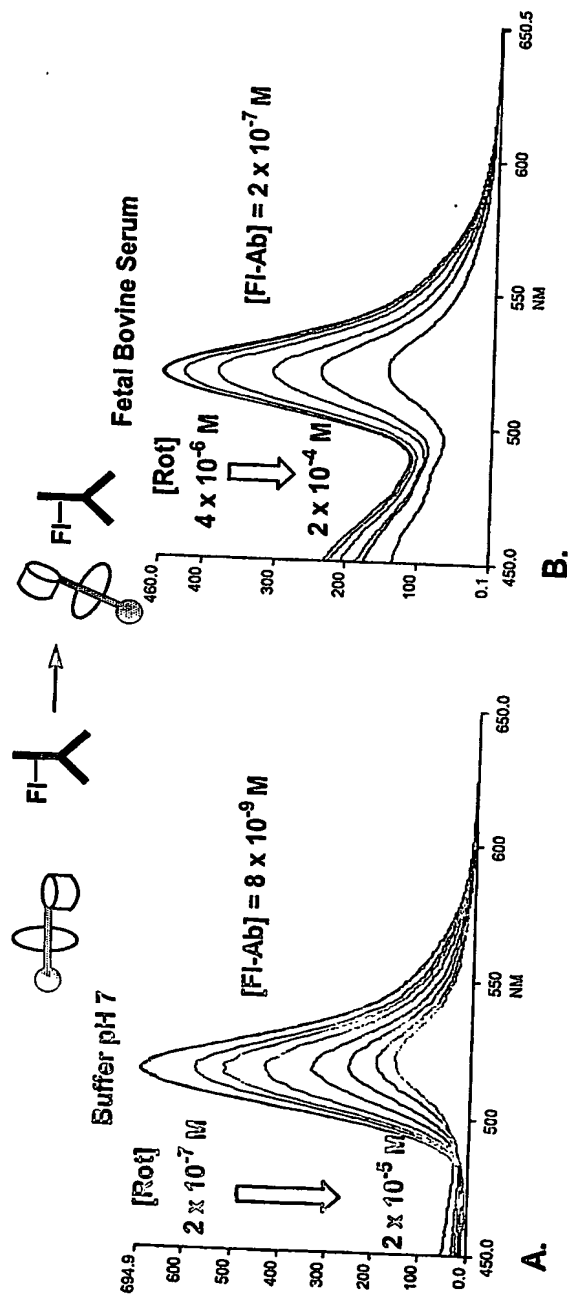 Fl
Fl
Buffer pH 7
[Rot]
2 x 10⁻⁷ M
2 x 10⁻⁵ M
[Fl-Ab] = 8 x 10⁻⁹ M
694.9
600
500
400
300
200
100
0.0
450.0
500
550
600
650.0
NM
A.
Fetal Bovine Serum
[Rot]
4 x 10⁻⁶ M
2 x 10⁻⁴ M
[Fl-Ab] = 2 x 10⁻⁷ M
460.0
400
300
200
100
0.1
450.0
500
550
600
650.5
NM
B.